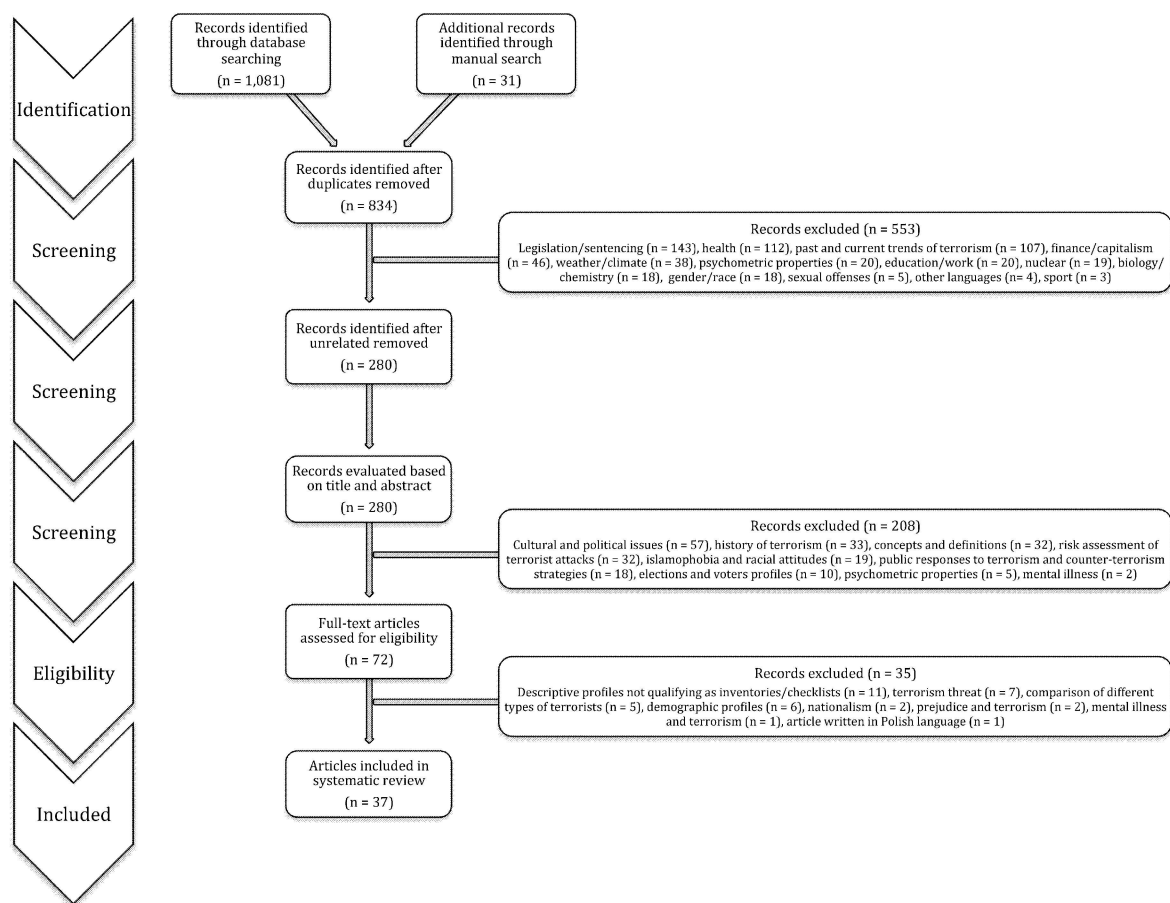 Identification
Screening
Screening
Screening
Eligibility
Included
Records identified
through database
searching
(n = 1,081)
Additional records
identified through
manual search
(n = 31)
Records identified after
duplicates removed
(n = 834)
Records excluded (n = 553)
Legislation/sentencing (n = 143), health (n = 112), past and current trends of terrorism (n = 107), finance/capitalism
(n = 46), weather/climate (n = 38), psychometric properties (n = 20), education/work (n = 20), nuclear (n = 19), biology/
chemistry (n = 18), gender/race (n = 18), sexual offenses (n = 5), other languages (n= 4), sport (n = 3)
Records identified after
unrelated removed
(n = 280)
Records evaluated based
on title and abstract
(n = 280)
Records excluded (n = 208)
Cultural and political issues (n = 57), history of terrorism (n = 33), concepts and definitions (n = 32), risk assessment of
terrorist attacks (n = 32), islamophobia and racial attitudes (n = 19), public responses to terrorism and counter-terrorism
strategies (n = 18), elections and voters profiles (n = 10), psychometric properties (n = 5), mental illness (n = 2)
Full-text articles
assessed for eligibility
(n = 72)
Records excluded (n = 35)
Descriptive profiles not qualifying as inventories/checklists (n = 11), terrorism threat (n = 7), comparison of different
types of terrorists (n = 5), demographic profiles (n = 6), nationalism (n = 2), prejudice and terrorism (n = 2), mental illness
and terrorism (n = 1), article written in Polish language (n = 1)
Articles included in
systematic review
(n = 37)